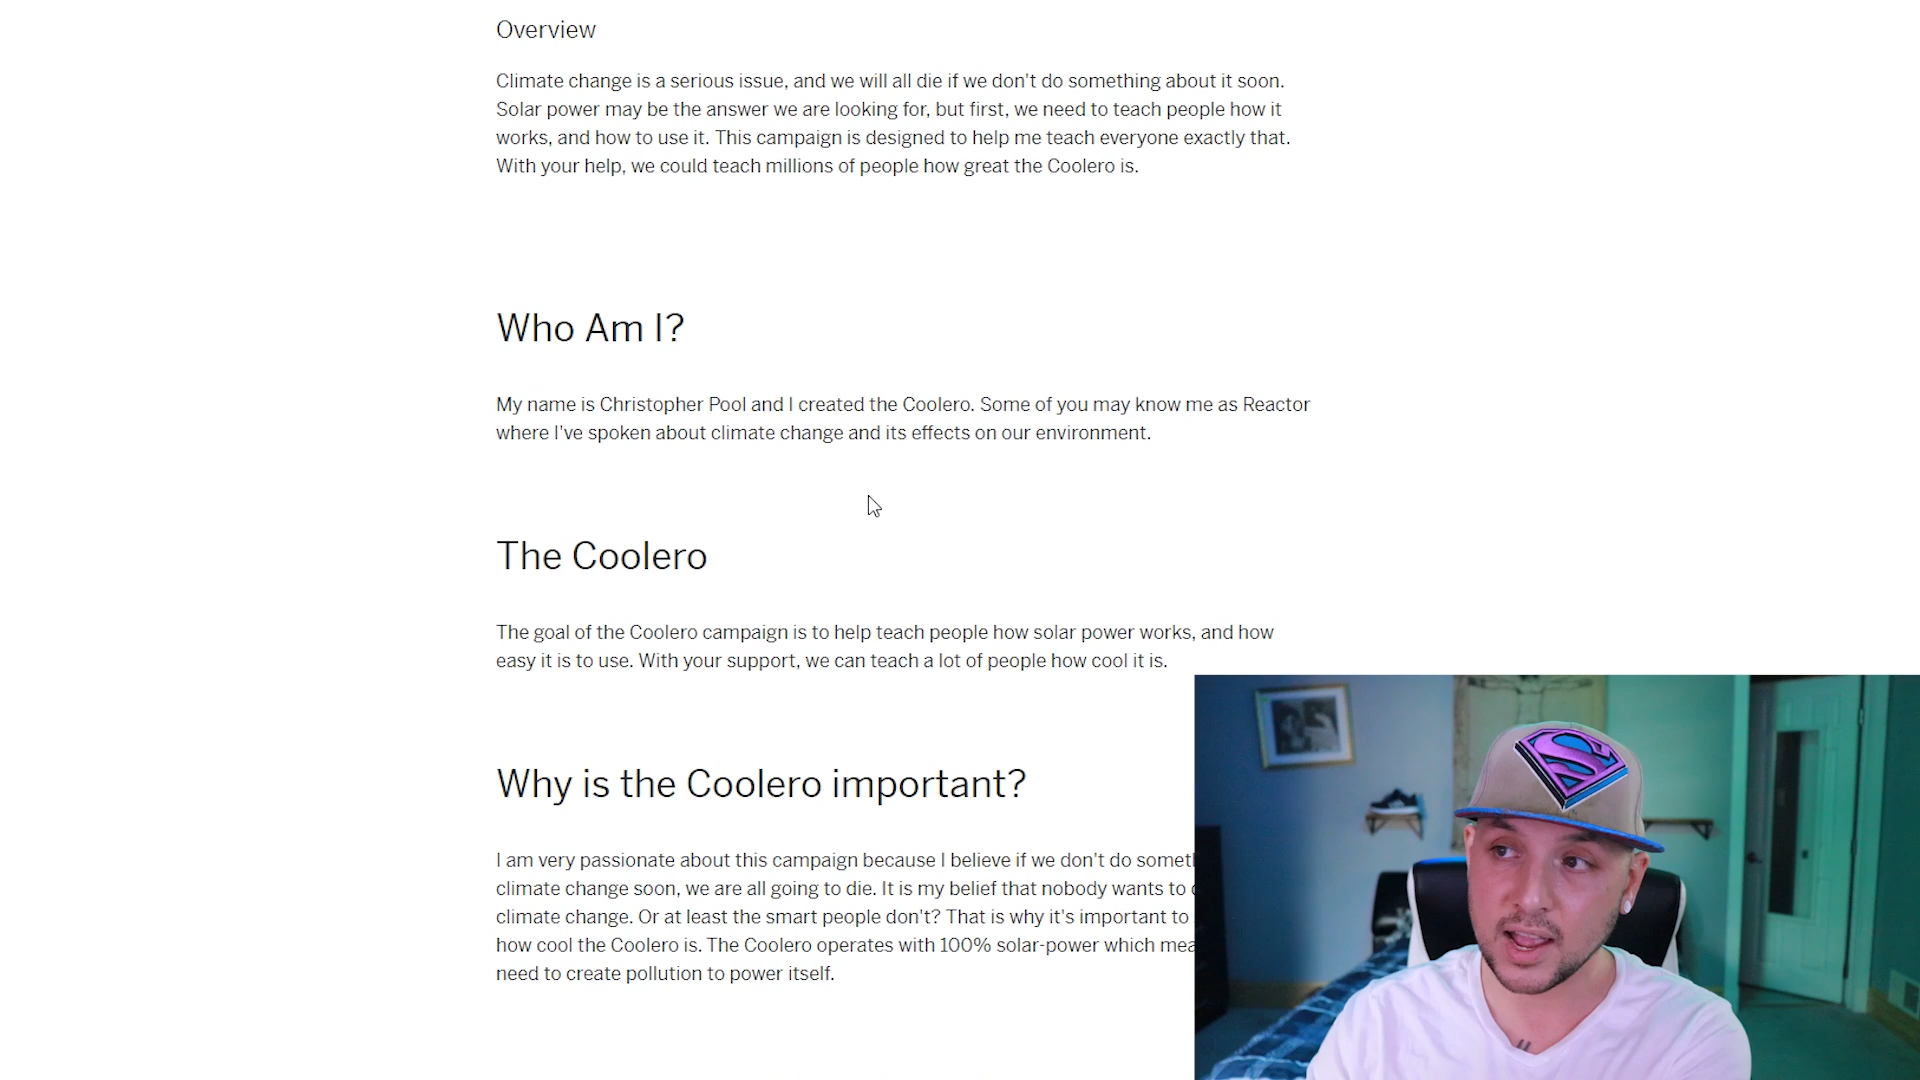 Overview
Climate change is a serious issue, and we will all die if we don't do something about it soon.
Solar power may be the answer we are looking for, but first, we need to teach people how it
works, and how to use it. This campaign is designed to help me teach everyone exactly that.
With your help, we could teach millions of people how great the Coolero is.
Who Am I?
My name is Christopher Pool and I created the Coolero. Some of you may know me as Reactor
where I've spoken about climate change and its effects on our environment.
The Coolero
The goal of the Coolero campaign is to help teach people how solar power works, and how
easy it is to use. With your support, we can teach a lot of people how cool it is.
Why is the Coolero important?
I am very passionate about this campaign because I believe if we don't do
climate change soon, we are all going to die. It is my belief that nobody wants to
climate change. Or at least the smart people don't? That is why it's important to
how cool the Coolero is. The Coolero operates with 100% solar-power which
need to create pollution to power itself.
S